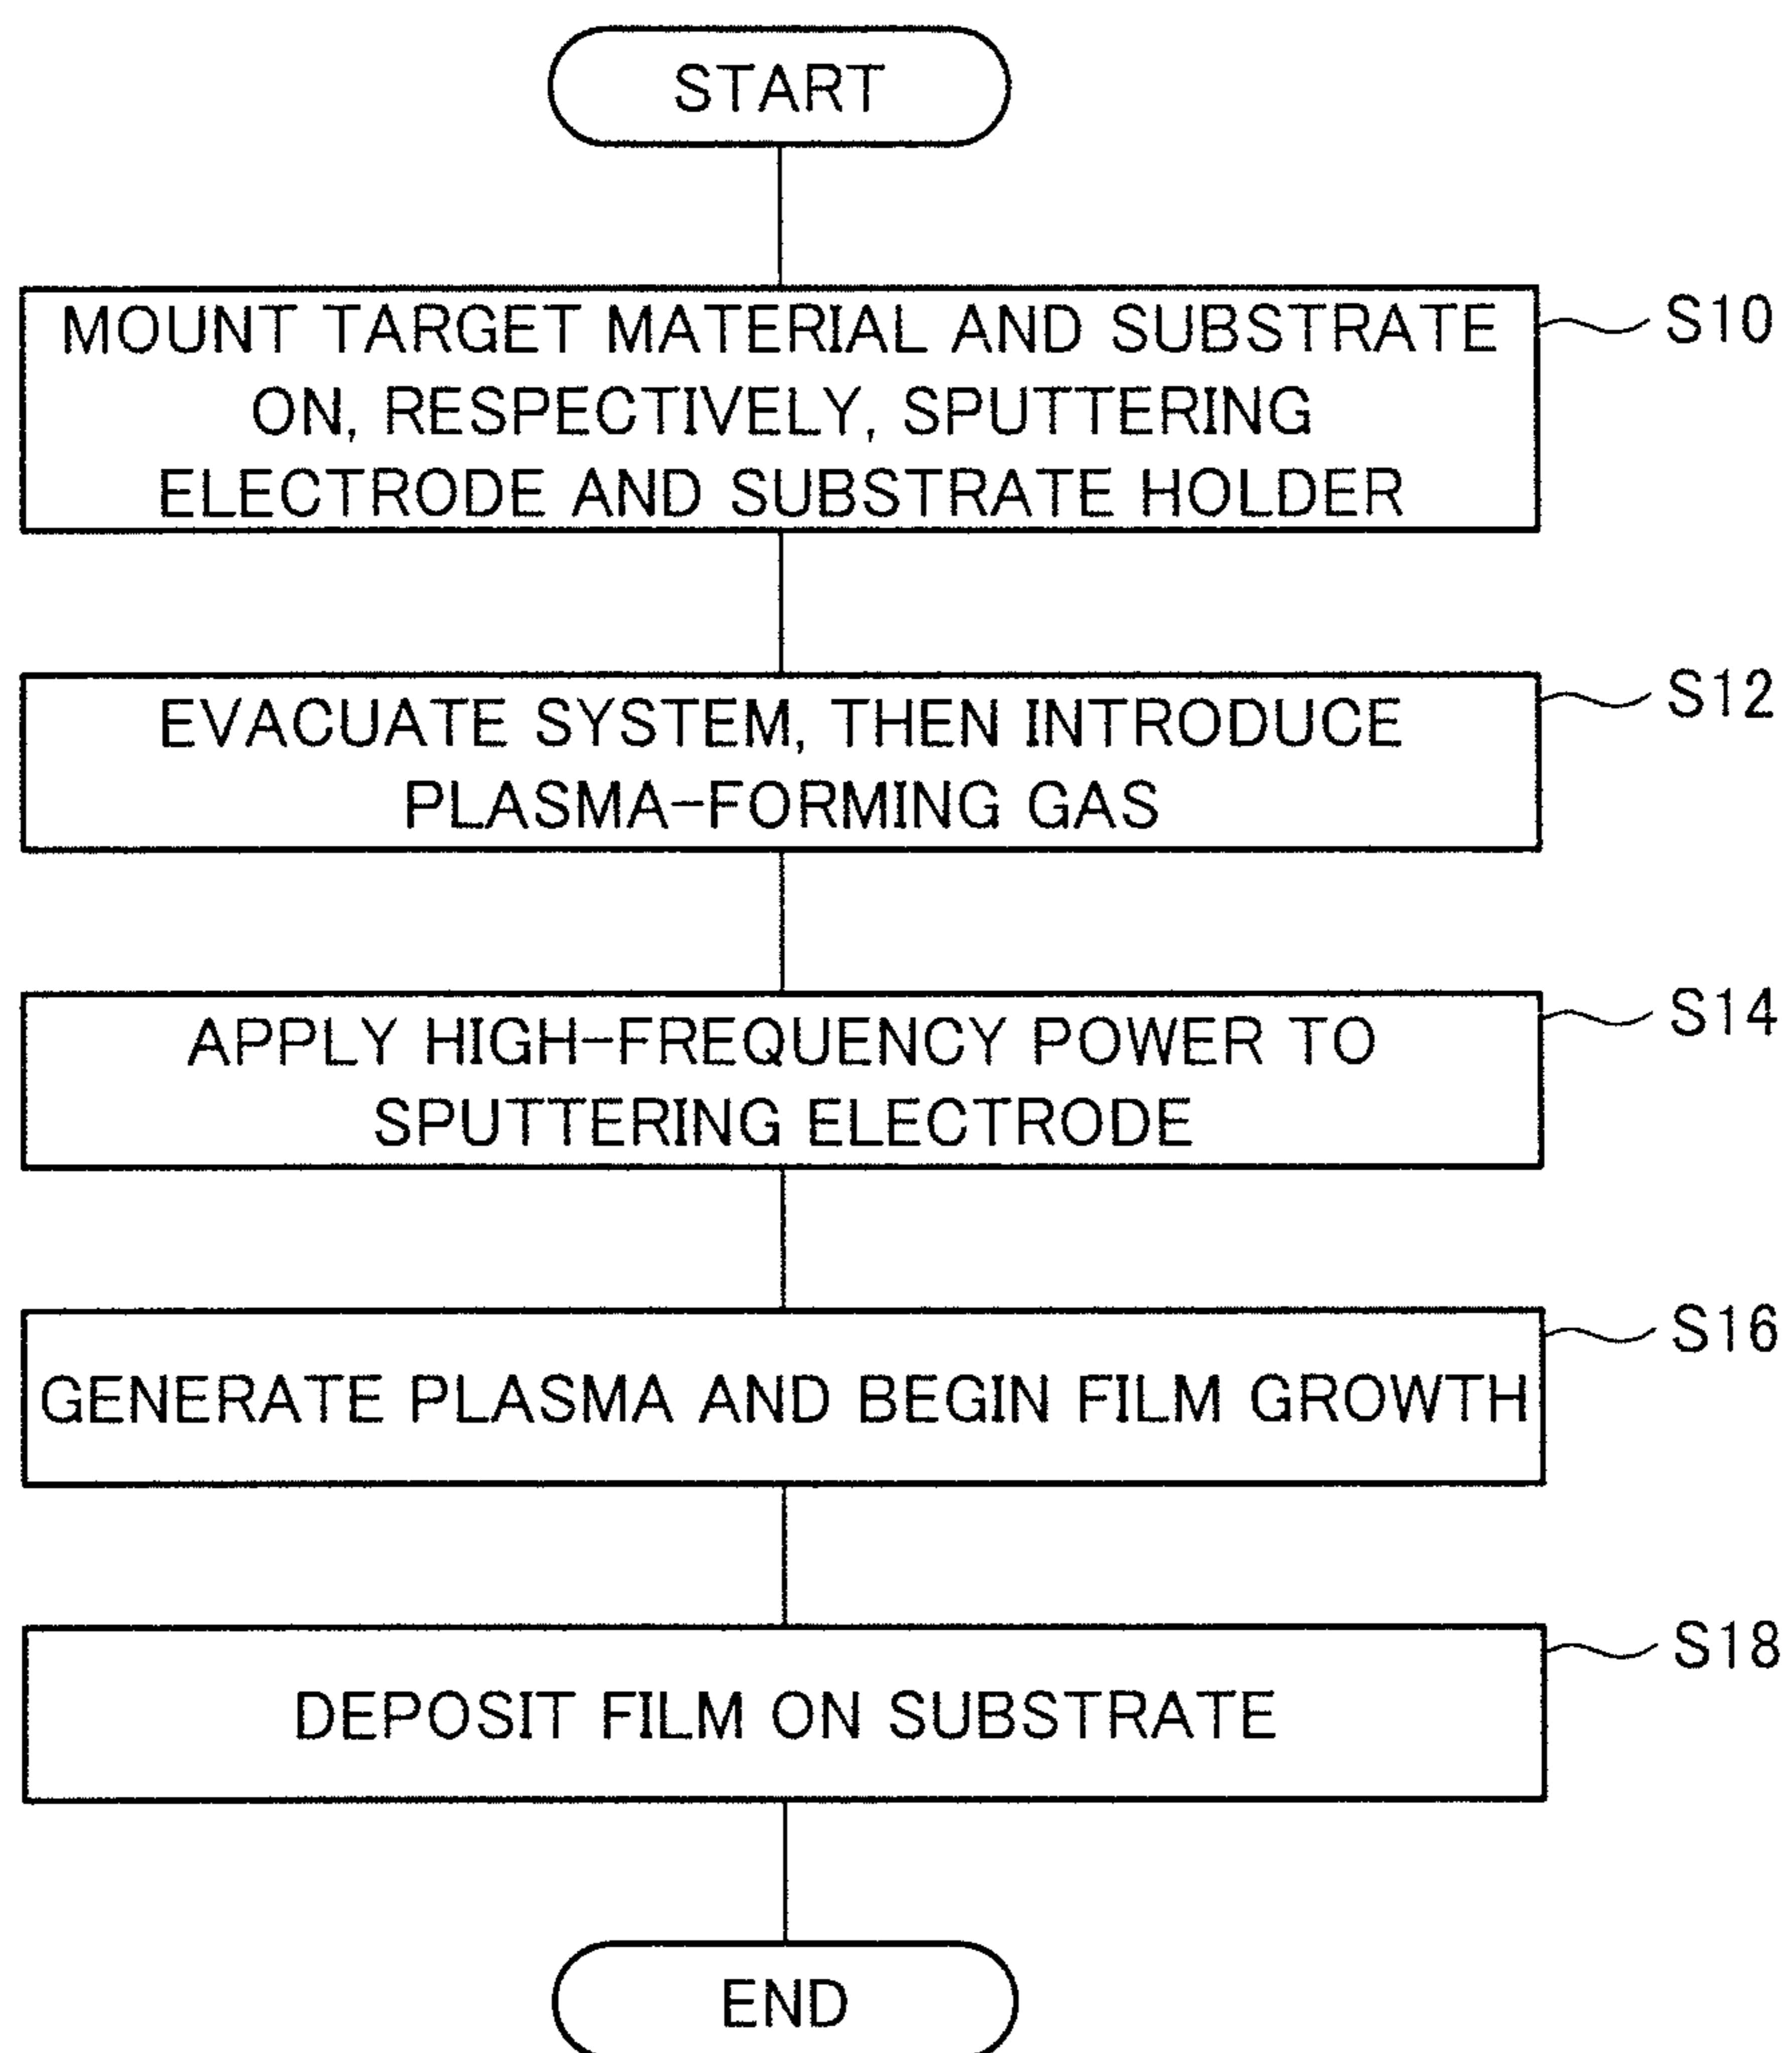 START
MOUNT TARGET MATERIAL AND SUBSTRATE
ON, RESPECTIVELY, SPUTTERING
ELECTRODE AND SUBSTRATE HOLDER
S10
EVACUATE SYSTEM, THEN INTRODUCE
PLASMA-FORMING GAS
S12
APPLY HIGH-FREQUENCY POWER TO
SPUTTERING ELECTRODE
S14
GENERATE PLASMA AND BEGIN FILM GROWTH
S16
DEPOSIT FILM ON SUBSTRATE
S18
END